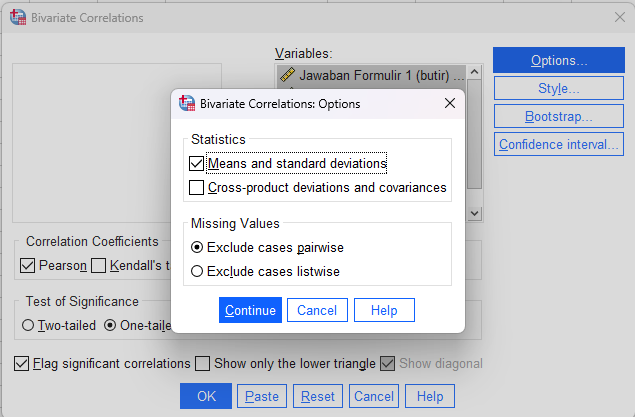 Bivariate Correlations
Variables:
Jawaban Formulir 1 (butir) ...
Options...
Style...
Bootstrap...
Confidence interval...
Bivariate Correlations: Options
Statistics
Means and standard deviations
Cross-product deviations and covariances
Missing Values
Exclude cases pairwise
Exclude cases listwise
Continue Cancel Help
Correlation Coefficients
Pearson Kendall's t
Test of Significance
Two-tailed One-taile
Flag significant correlations Show only the lower triangle Show diagonal
OK Paste Reset Cancel Help